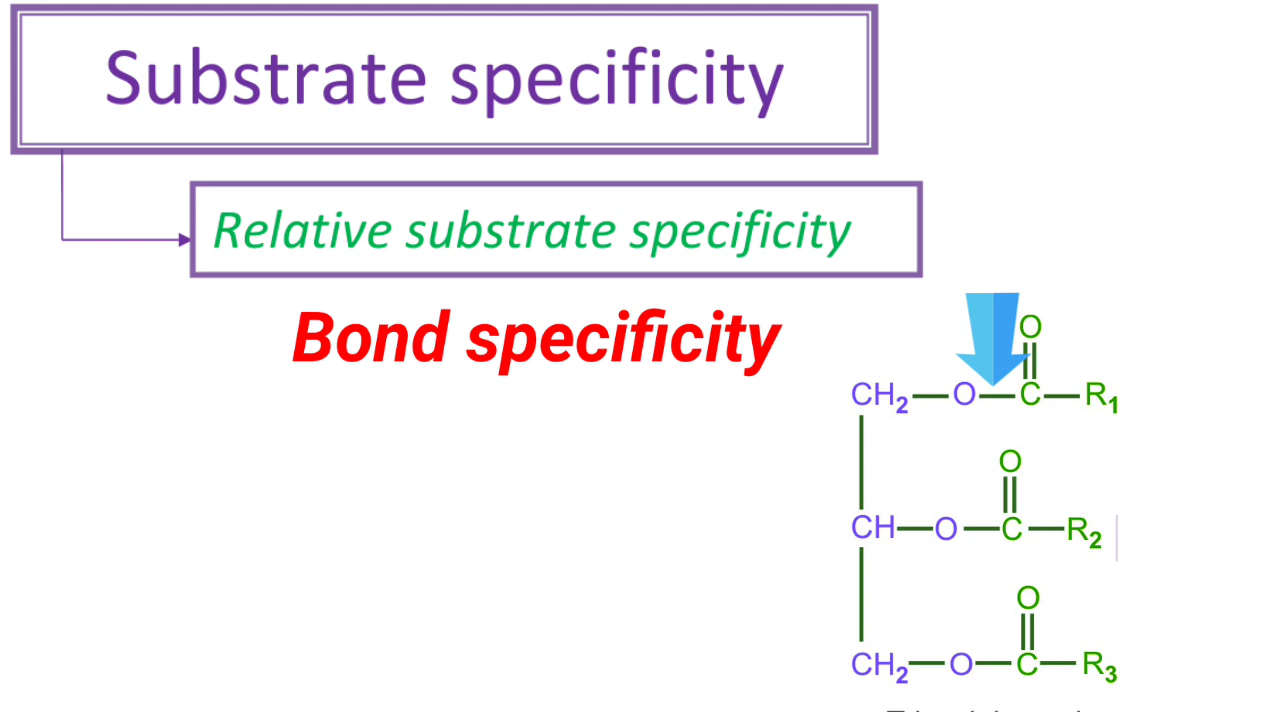 Substrate specificity
Relative substrate specificity
Bond specificity
O
CH2—O—C—R1
O
CH—O—C—R2
O
CH2—O—C—R3